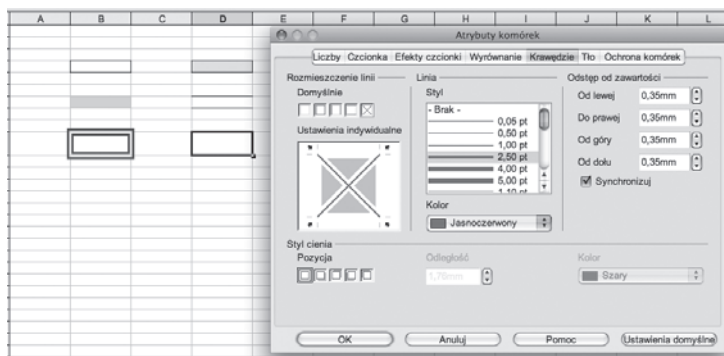 A B C D E F G H I J K L
Atrybuty komórek
Liczby Czcionka Efekty czcionki Wyrównanie Krawędzie Tło Ochrona komórek
Rozmieszczenie linii
Domyślnie
Ustawienia indywidualne
Linia
Styl
- Brak -
0,05 pt
0,50 pt
1,00 pt
2,50 pt
4,00 pt
5,00 pt
1,10 pt
Kolor
Jasnoczerwony
Odstęp od zawartości
Od lewej 0,35mm
Do prawej 0,35mm
Od góry 0,35mm
Od dołu 0,35mm
Synchronizuj
Styl cienia
Pozycja
Odległość
1,76mm
Kolor
Szary
OK Anuluj Pomoc Ustawienia domyślne